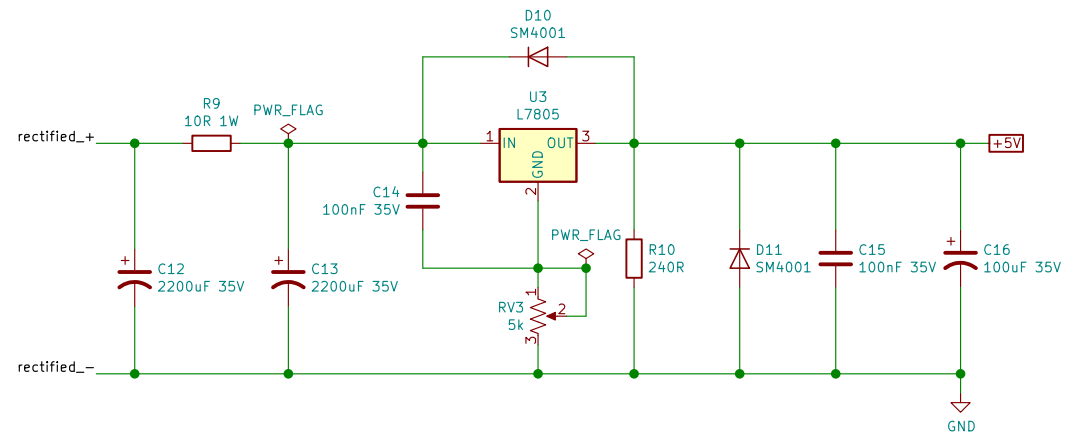 D10
SM4001
U3
L7805
R9
10R 1W
PWR_FLAG
rectified_+
1
IN
OUT
3
+5V
GND
2
C14
100nF 35V
PWR_FLAG
R10
240R
D11
SM4001
C15
100nF 35V
+
C16
100uF 35V
+
C12
2200uF 35V
+
C13
2200uF 35V
1
RV3
5k
2
3
rectified_−
GND